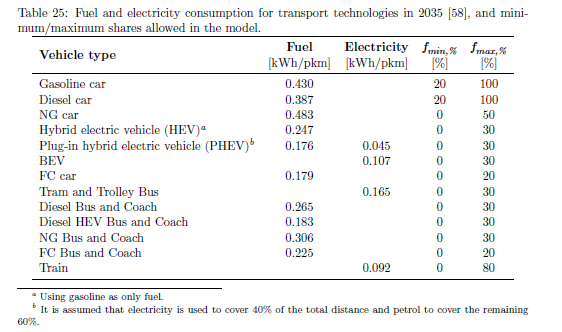 Table 25: Fuel and electricity consumption for transport technologies in 2035 [58], and mini-
mum/maximum shares allowed in the model.
Vehicle type Fuel Electricity fmin,% fmax,%
[kWh/pkm] [kWh/pkm] [%] [%]
Gasoline car 0.430 20 100
Diesel car 0.387 20 100
NG car 0.483 0 50
Hybrid electric vehicle (HEV)a 0.247 0 30
Plug-in hybrid electric vehicle (PHEV)b 0.176 0.045 0 30
BEV 0.107 0 30
FC car 0.179 0 20
Tram and Trolley Bus 0.165 0 30
Diesel Bus and Coach 0.265 0 30
Diesel HEV Bus and Coach 0.183 0 30
NG Bus and Coach 0.306 0 30
FC Bus and Coach 0.225 0 20
Train 0.092 0 80
a Using gasoline as only fuel.
b It is assumed that electricity is used to cover 40% of the total distance and petrol to cover the remaining
60%.